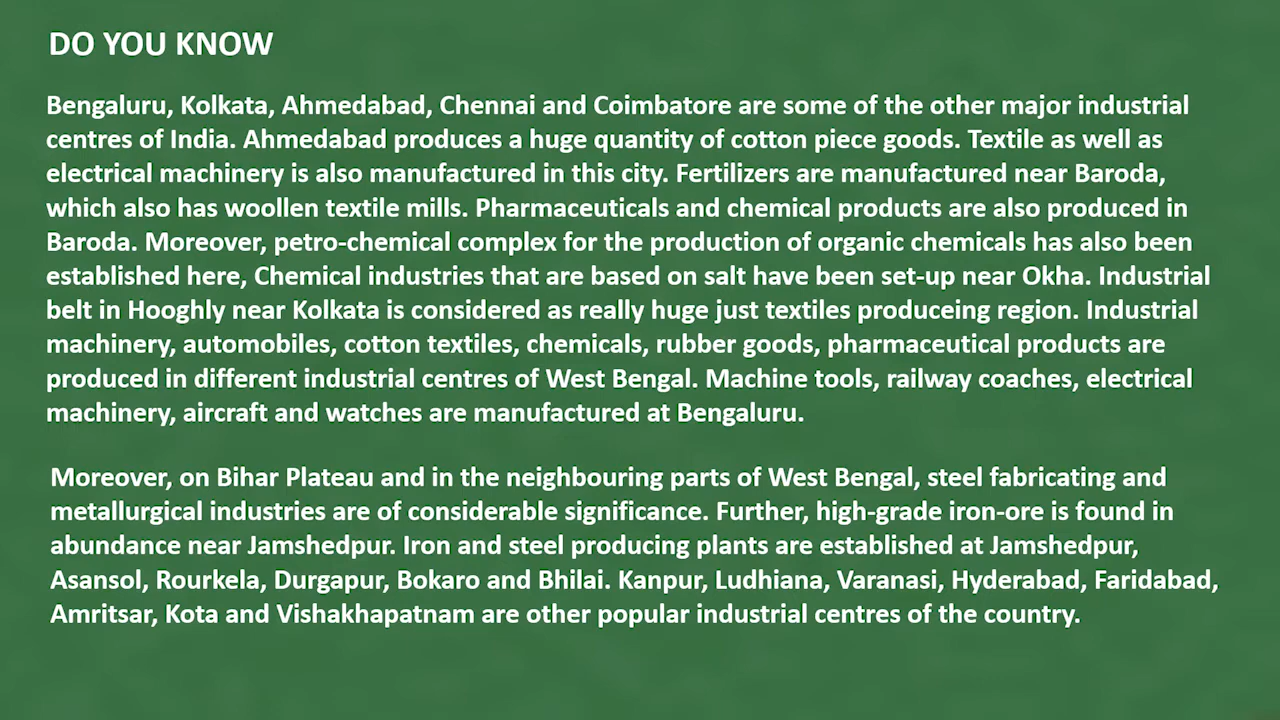 DO YOU KNOW
Bengaluru, Kolkata, Ahmedabad, Chennai and Coimbatore are some of the other major industrial
centres of India. Ahmedabad produces a huge quantity of cotton piece goods. Textile as well as
electrical machinery is also manufactured in this city. Fertilizers are manufactured near Baroda,
which also has woollen textile mills. Pharmaceuticals and chemical products are also produced in
Baroda. Moreover, petro-chemical complex for the production of organic chemicals has also been
established here, Chemical industries that are based on salt have been set-up near Okha. Industrial
belt in Hooghly near Kolkata is considered as really huge just textiles produceing region. Industrial
machinery, automobiles, cotton textiles, chemicals, rubber goods, pharmaceutical products are
produced in different industrial centres of West Bengal. Machine tools, railway coaches, electrical
machinery, aircraft and watches are manufactured at Bengaluru.
Moreover, on Bihar Plateau and in the neighbouring parts of West Bengal, steel fabricating and
metallurgical industries are of considerable significance. Further, high-grade iron-ore is found in
abundance near Jamshedpur. Iron and steel producing plants are established at Jamshedpur,
Asansol, Rourkela, Durgapur, Bokaro and Bhilai. Kanpur, Ludhiana, Varanasi, Hyderabad, Faridabad,
Amritsar, Kota and Vishakhapatnam are other popular industrial centres of the country.